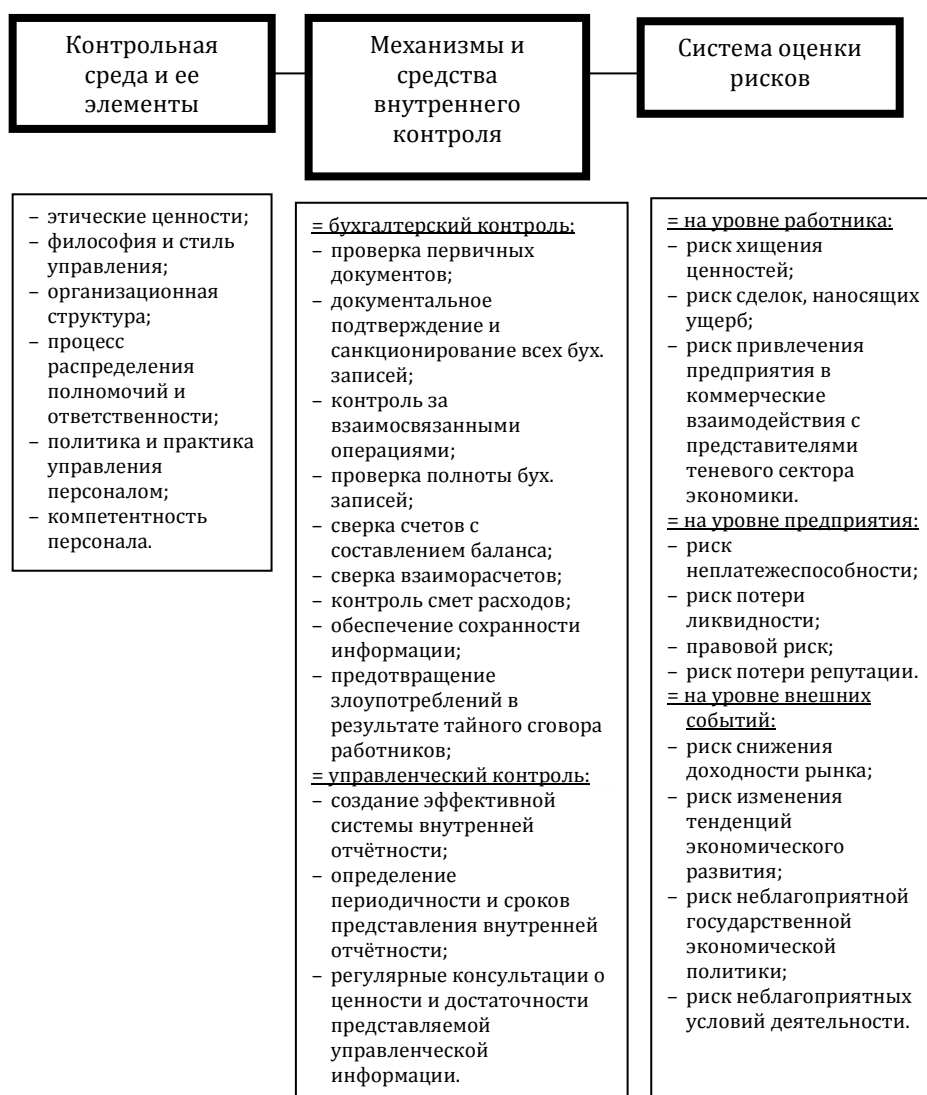 Контрольная
среда и ее
элементы
Механизмы и
средства
внутреннего
контроля
Система оценки
рисков
– этические ценности;
– философия и стиль
управления;
– организационная
структура;
– процесс
распределения
полномочий и
ответственности;
– политика и практика
управления
персоналом;
– компетентность
персонала.
= бухгалтерский контроль:
– проверка первичных
документов;
– документальное
подтверждение и
санкционирование всех бух.
записей;
– контроль за
взаимосвязанными
операциями;
– проверка полноты бух.
записей;
– сверка счетов с
составлением баланса;
– сверка взаиморасчетов;
– контроль смет расходов;
– обеспечение сохранности
информации;
– предотвращение
злоупотреблений в
результате тайного сговора
работников;
= управленческий контроль:
– создание эффективной
системы внутренней
отчётности;
– определение
периодичности и сроков
представления внутренней
отчётности;
– регулярные консультации о
ценности и достаточности
представляемой
управленческой
информации.
= на уровне работника:
– риск хищения
ценностей;
– риск сделок, наносящих
ущерб;
– риск привлечения
предприятия в
коммерческие
взаимодействия с
представителями
теневого сектора
экономики.
= на уровне предприятия:
– риск
неплатежеспособности;
– риск потери
ликвидности;
– правовой риск;
– риск потери репутации.
= на уровне внешних
событий:
– риск снижения
доходности рынка;
– риск изменения
тенденций
экономического
развития;
– риск неблагоприятной
государственной
экономической
политики;
– риск неблагоприятных
условий деятельности.